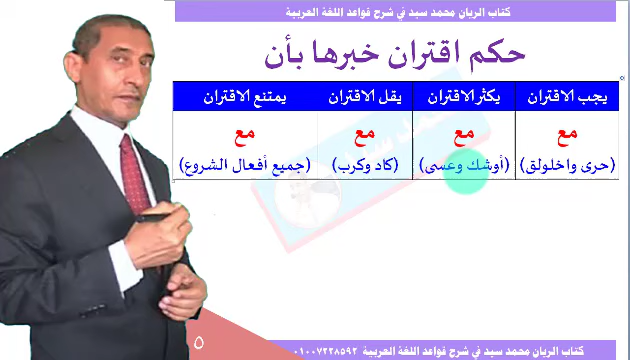 كتاب الريان محمد سيد في شرح قواعد اللغة العربية
حكم اقتران خبرها بأن
يجب الاقتران يكثر الاقتران يقل الاقتران يمتنع الاقتران
مع مع مع مع
(حرى واخلولق) (أوشك وعسى) (كاد وكرب) (جميع أفعال الشروع)
٥
كتاب الريان محمد سيد في شرح قواعد اللغة العربية ٠١٠٠٧٢٢٨٥٩٢